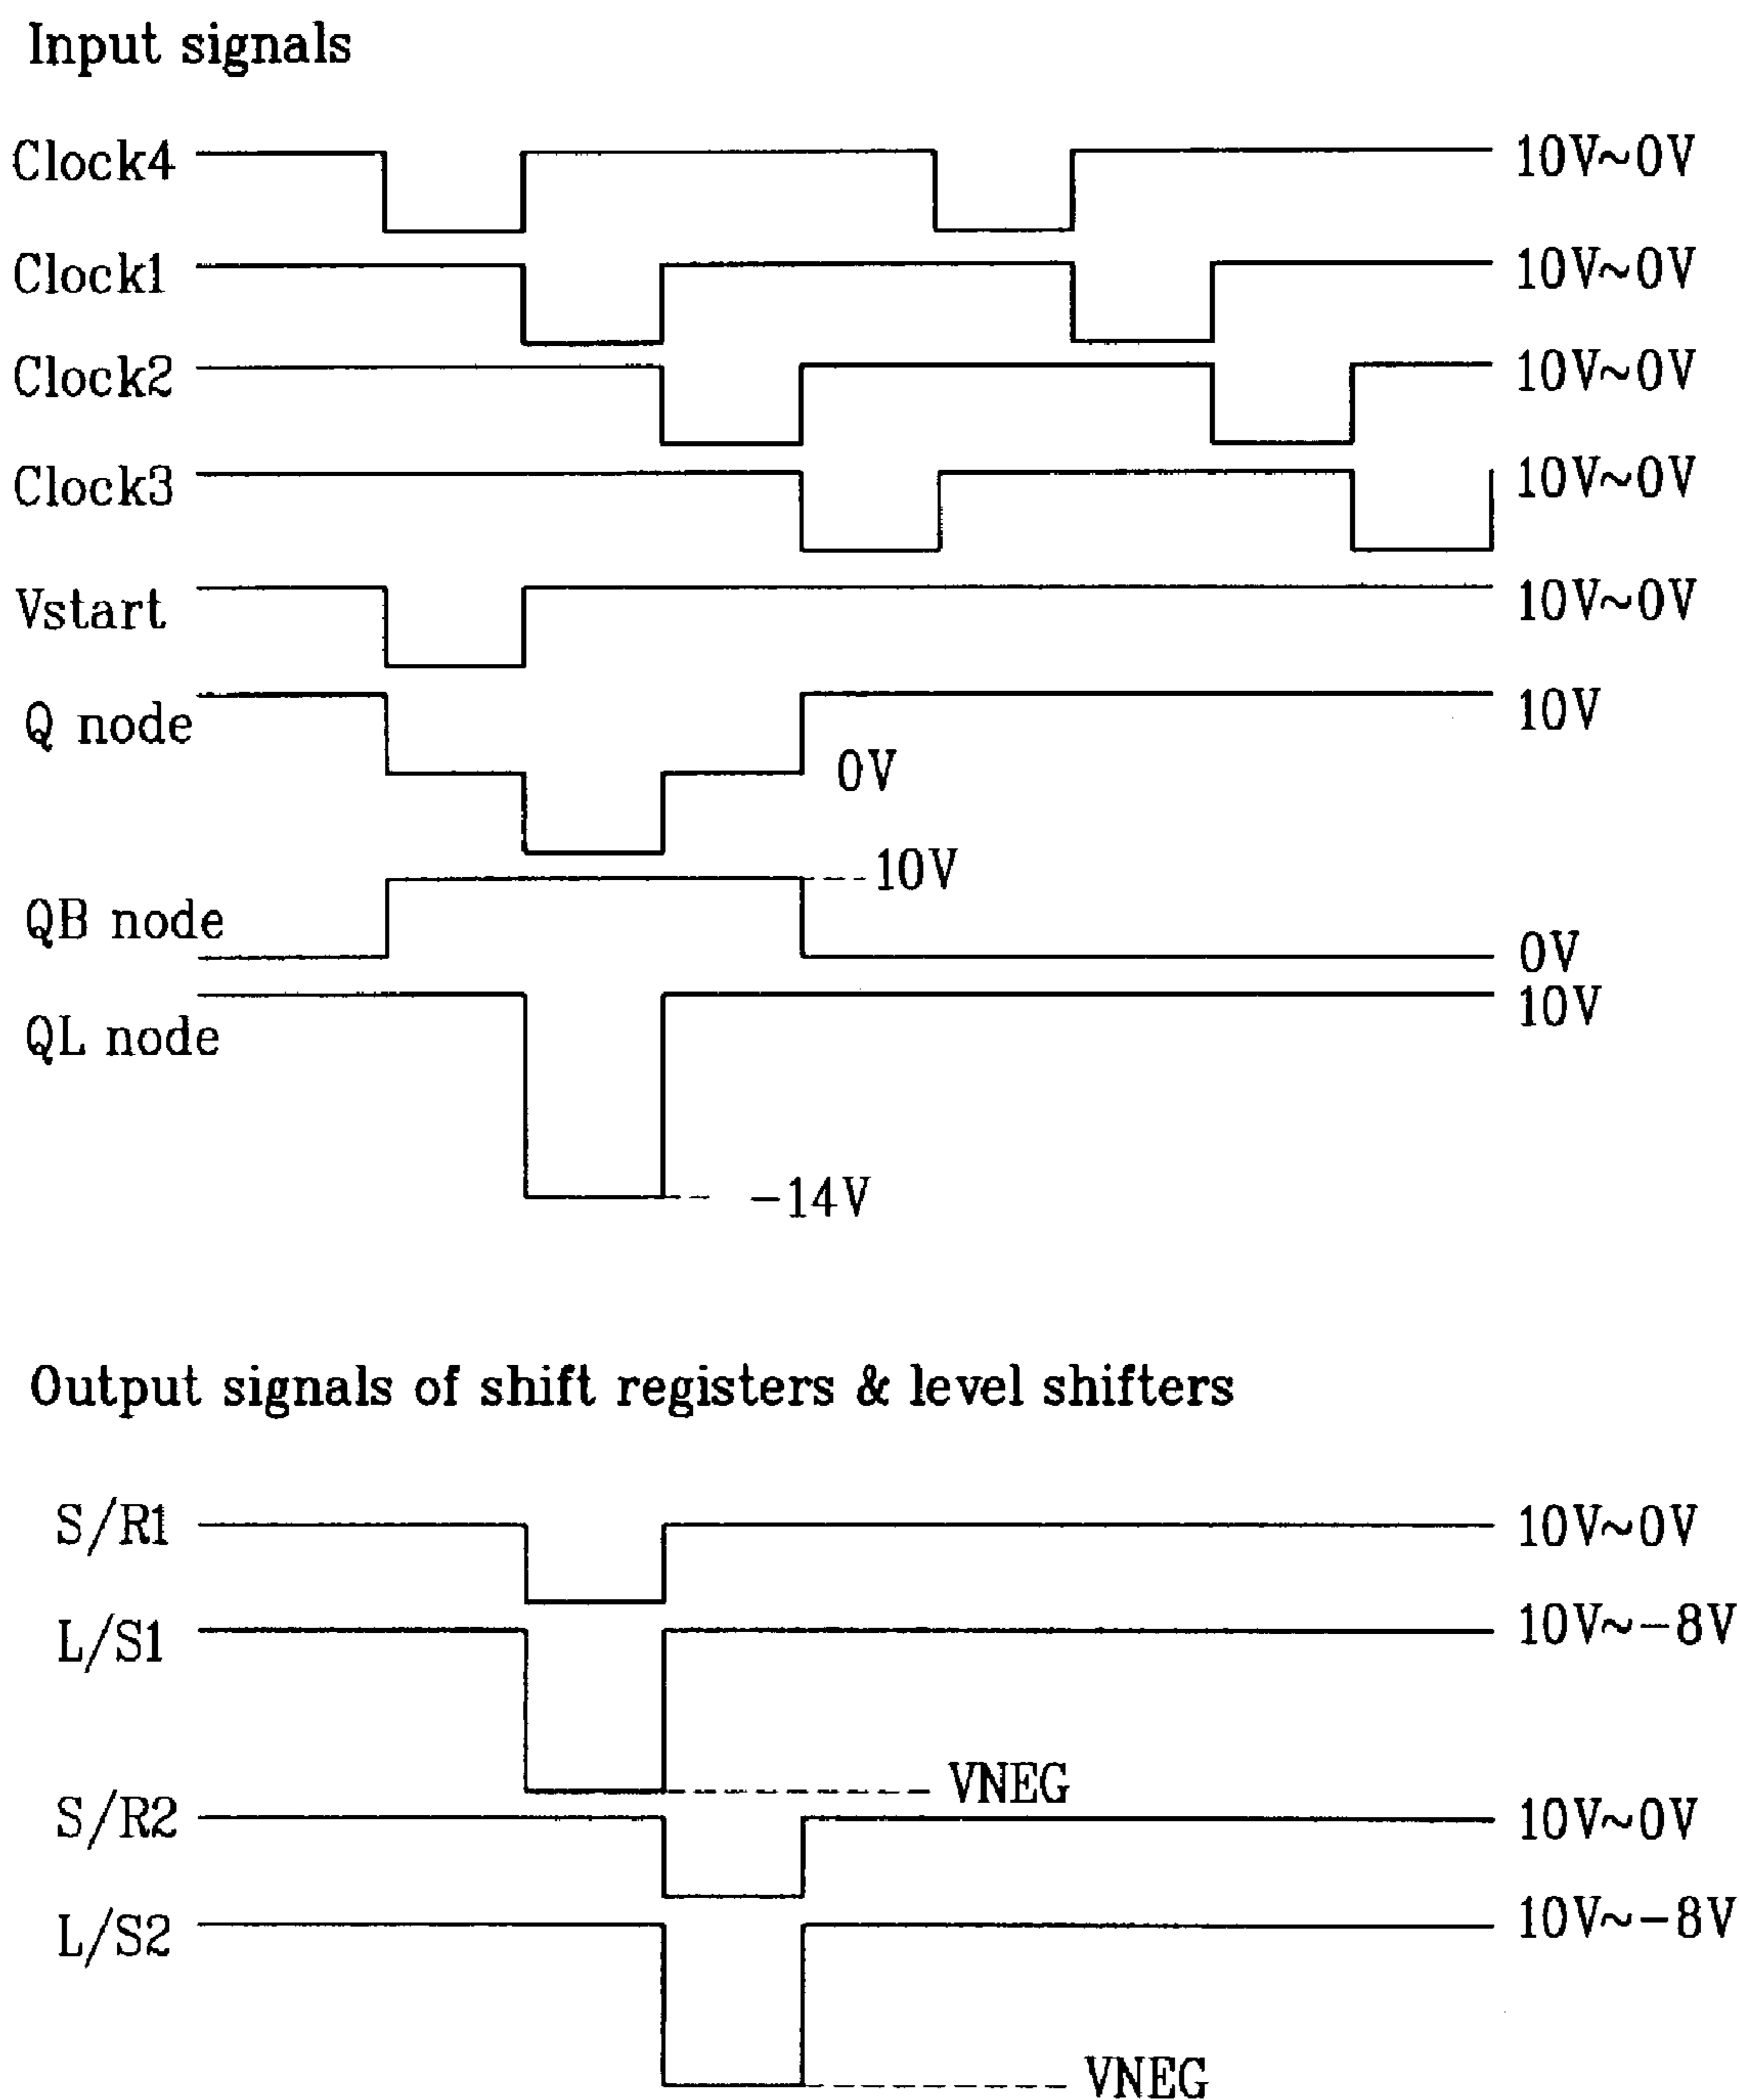 Input signals
Clock4 10V~0V
Clock1 10V~0V
Clock2 10V~0V
Clock3 10V~0V
Vstart 10V~0V
Q node 10V
0V
10V
QB node 0V
QL node 10V
-14V
Output signals of shift registers & level shifters
S/R1 10V~0V
L/S1 10V~-8V
VNEG
S/R2 10V~0V
L/S2 10V~-8V
VNEG